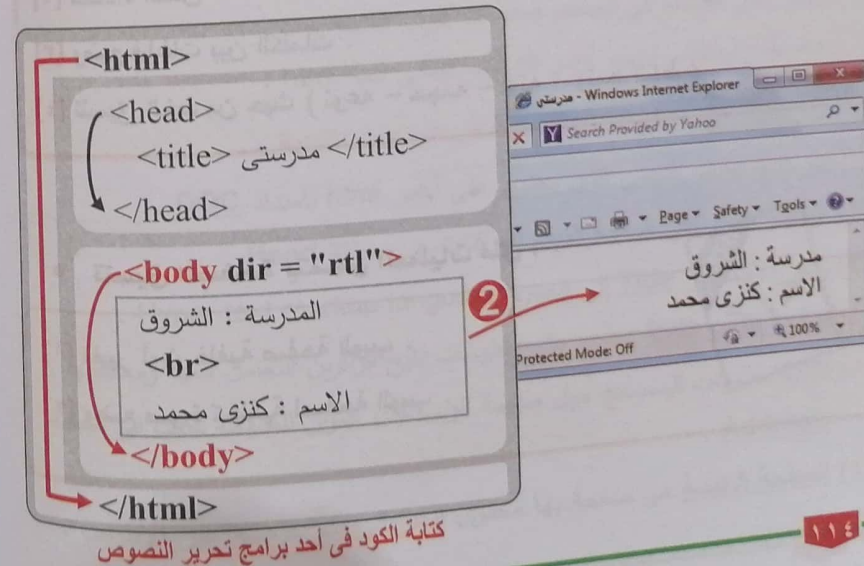 <html>
<head>
<title> مدرستى </title>
</head>
<body dir = "rtl">
المدرسة : الشروق
<br>
الاسم : كنزى محمد
</body>
</html>
كتابة الكود فى أحد برامج تحرير النصوص
2
مدرستي - Windows Internet Explorer
Search Provided by Yahoo
Page Safety Tools
مدرسة : الشروق
الاسم : كنزى محمد
Protected Mode: Off
100%
١١٤